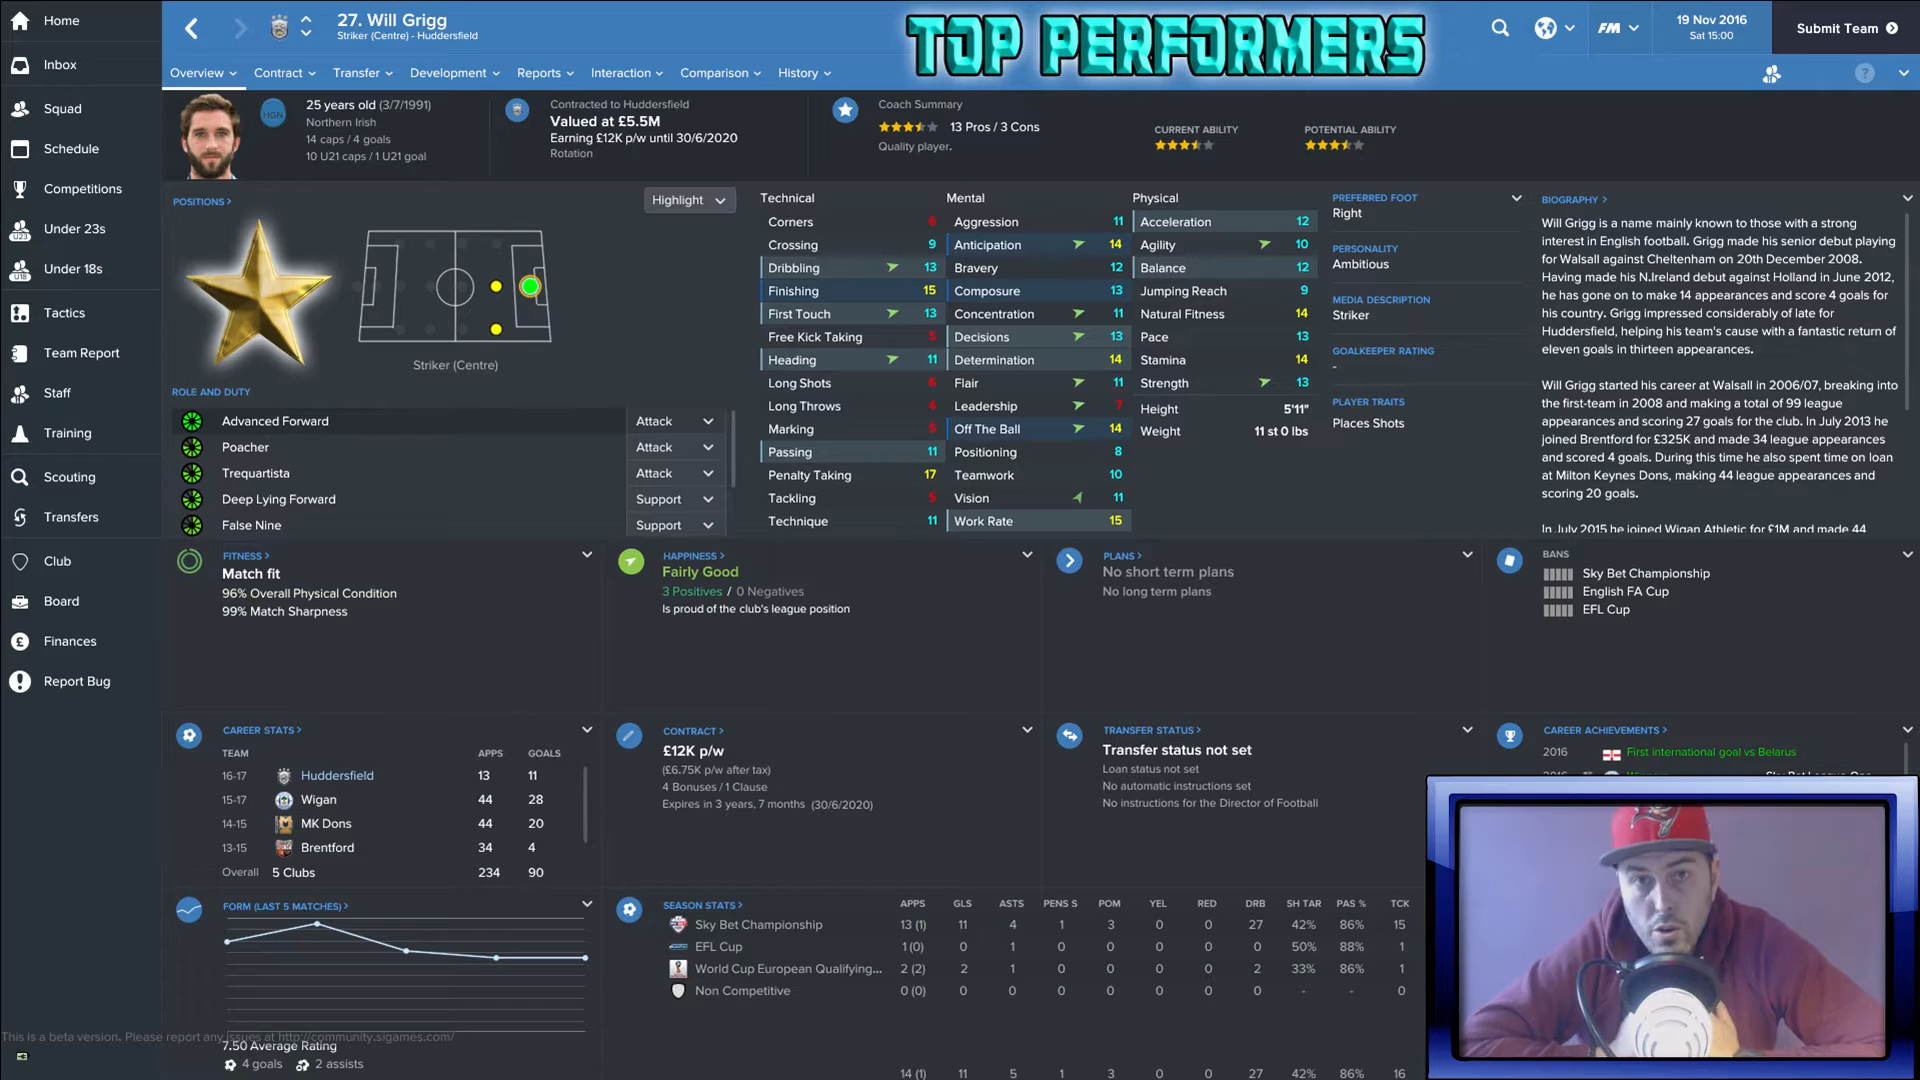 Home
Inbox
Squad
Schedule
Competitions
Under 23s
Under 18s
Tactics
Team Report
Staff
Training
Scouting
Transfers
Club
Board
Finances
Report Bug
27. Will Grigg
Striker (Centre) - Huddersfield
TOP PERFORMERS
FM
19 Nov 2016
Sat 15:00
Submit Team
Overview
Contract
Transfer
Development
Reports
Interaction
Comparison
History
HGN
25 years old (3/7/1991)
Northern Irish
14 caps / 4 goals
10 U21 caps / 1 U21 goal
Contracted to Huddersfield
Valued at £5.5M
Earning £12K p/w until 30/6/2020
Rotation
Coach Summary
13 Pros / 3 Cons
Quality player.
CURRENT ABILITY
POTENTIAL ABILITY
POSITIONS >
Highlight
Striker (Centre)
ROLE AND DUTY
Advanced Forward Attack
Poacher Attack
Trequartista Attack
Deep Lying Forward Support
False Nine Support
Technical
Corners 6
Crossing 9
Dribbling 13
Finishing 15
First Touch 13
Free Kick Taking 5
Heading 11
Long Shots 6
Long Throws 4
Marking 5
Passing 11
Penalty Taking 17
Tackling 5
Technique 11
Mental
Aggression 11
Anticipation 14
Bravery 12
Composure 13
Concentration 11
Decisions 13
Determination 14
Flair 11
Leadership 7
Off The Ball 14
Positioning 8
Teamwork 10
Vision 11
Work Rate 15
Physical
Acceleration 12
Agility 10
Balance 12
Jumping Reach 9
Natural Fitness 14
Pace 13
Stamina 14
Strength 13
Height 5'11"
Weight 11 st 0 lbs
PREFERRED FOOT
Right
PERSONALITY
Ambitious
MEDIA DESCRIPTION
Striker
GOALKEEPER RATING
-
PLAYER TRAITS
Places Shots
BIOGRAPHY >
Will Grigg is a name mainly known to those with a strong
interest in English football. Grigg made his senior debut playing
for Walsall against Cheltenham on 20th December 2008.
Having made his N.Ireland debut against Holland in June 2012,
he has gone on to make 14 appearances and score 4 goals for
his country. Grigg impressed considerably of late for
Huddersfield, helping his team's cause with a fantastic return of
eleven goals in thirteen appearances.
Will Grigg started his career at Walsall in 2006/07, breaking into
the first-team in 2008 and making a total of 99 league
appearances and scoring 27 goals for the club. In July 2013 he
joined Brentford for £325K and made 34 league appearances
and scored 4 goals. During this time he also spent time on loan
at Milton Keynes Dons, making 44 league appearances and
scoring 20 goals.
In July 2015 he joined Wigan Athletic for £1M and made 44
FITNESS >
Match fit
96% Overall Physical Condition
99% Match Sharpness
HAPPINESS >
Fairly Good
3 Positives / 0 Negatives
Is proud of the club's league position
PLANS >
No short term plans
No long term plans
BANS
Sky Bet Championship
English FA Cup
EFL Cup
CAREER STATS >
TEAM APPS GOALS
16-17 Huddersfield 13 11
15-17 Wigan 44 28
14-15 MK Dons 44 20
13-15 Brentford 34 4
Overall 5 Clubs 234 90
CONTRACT >
£12K p/w
(£6.75K p/w after tax)
4 Bonuses / 1 Clause
Expires in 3 years, 7 months (30/6/2020)
TRANSFER STATUS >
Transfer status not set
Loan status not set
No automatic instructions set
No instructions for the Director of Football
CAREER ACHIEVEMENTS >
2016 First international goal vs Belarus
FORM (LAST 5 MATCHES) >
This is a beta version. Please report any issues at http://community.sigames.com/
7.50 Average Rating
4 goals 2 assists
SEASON STATS > APPS GLS ASTS PENS S POM YEL RED DRB SH TAR PAS % TCK
Sky Bet Championship 13 (1) 11 4 1 3 0 0 27 42% 86% 15
EFL Cup 1 (0) 0 1 0 0 0 0 0 50% 88% 1
World Cup European Qualifying... 2 (2) 2 1 0 0 0 0 2 33% 86% 1
Non Competitive 0 (0) 0 0 0 0 0 0 0 - - 0
14 (1) 11 5 1 3 0 0 27 42% 86% 16